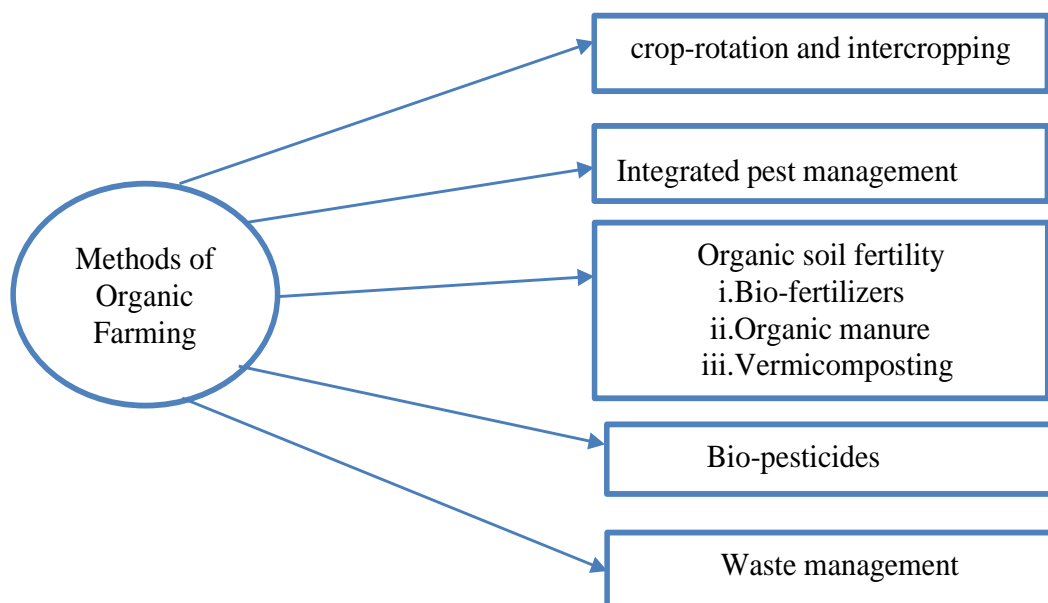 Methods of
Organic
Farming
crop-rotation and intercropping
Integrated pest management
Organic soil fertility
i.Bio-fertilizers
ii.Organic manure
iii.Vermicomposting
Bio-pesticides
Waste management